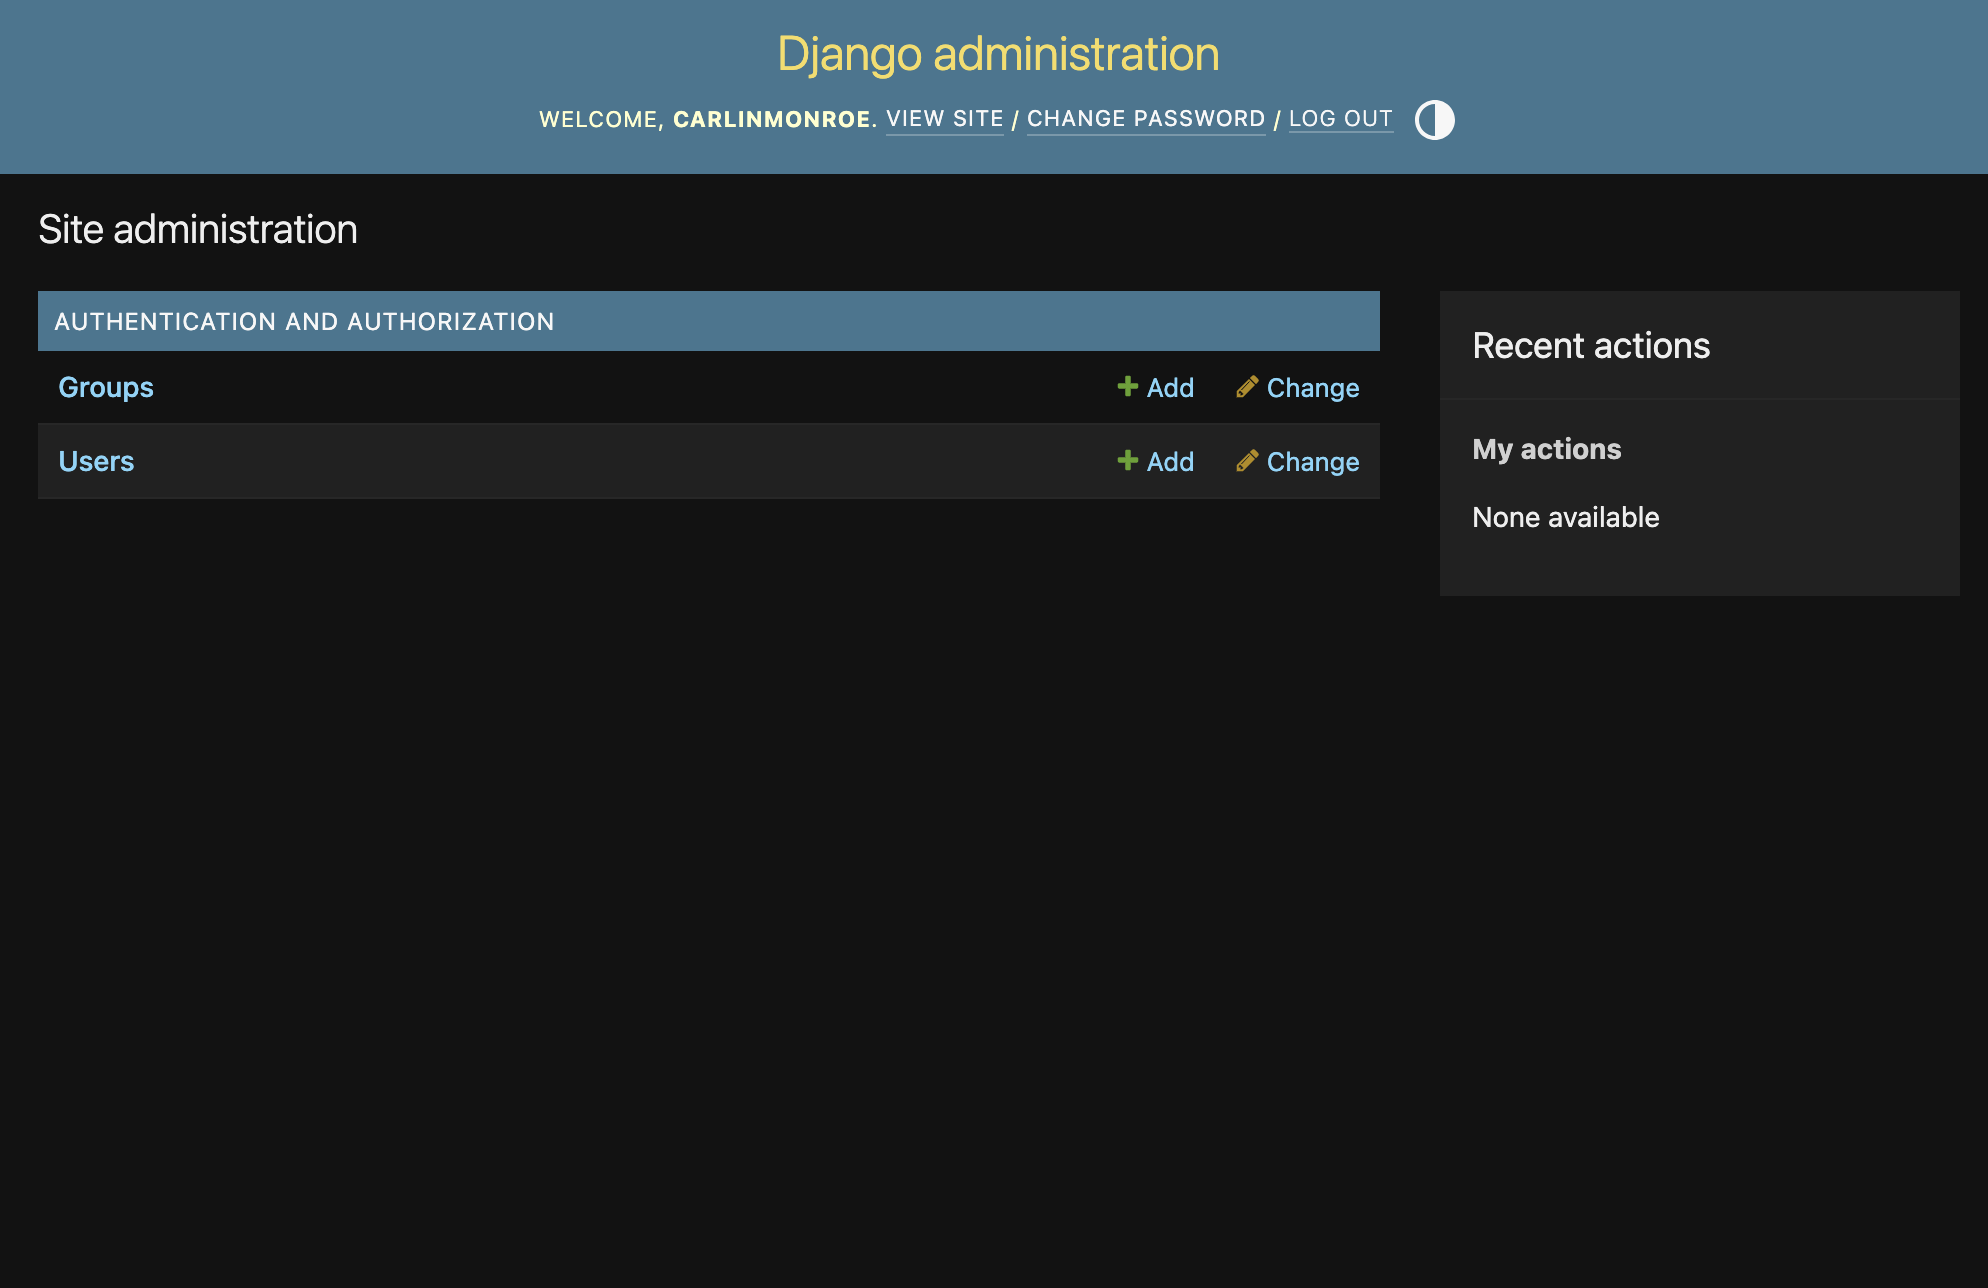 Django administration
WELCOME, CARLINMONROE. VIEW SITE / CHANGE PASSWORD / LOG OUT
Site administration
AUTHENTICATION AND AUTHORIZATION
Groups Add Change
Users Add Change
Recent actions
My actions
None available